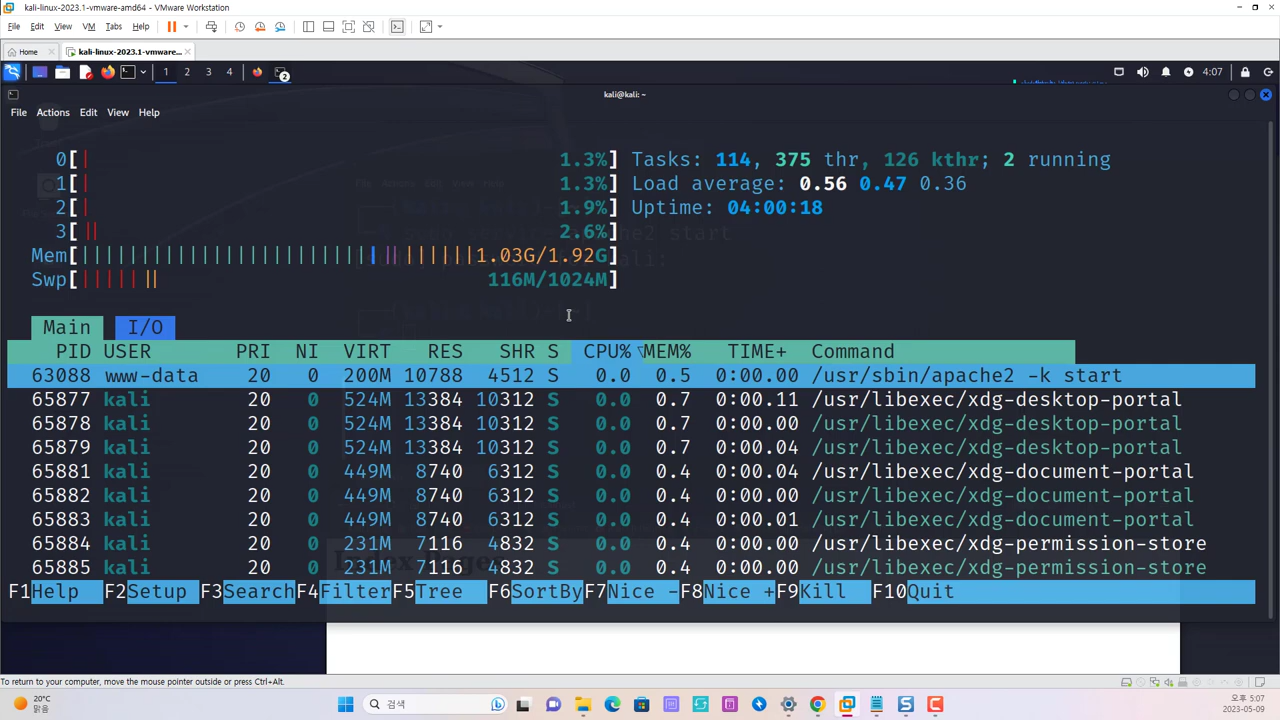 kali-linux-2023.1-vmware-amd64 - VMware Workstation
File Edit View VM Tabs Help
Home kali-linux-2023.1-vmware...
1 2 3 4 2 4:07
kali@kali: ~
File Actions Edit View Help
0[| 1.3%] Tasks: 114, 375 thr, 126 kthr; 2 running
1[| 1.3%] Load average: 0.56 0.47 0.36
2[| 1.9%] Uptime: 04:00:18
3[|| 2.6%]
Mem[||||||||||||||||||||||||||||||||1.03G/1.92G]
Swp[||||||| 116M/1024M]
Main I/O
PID USER PRI NI VIRT RES SHR S CPU%▽MEM% TIME+ Command
63088 www-data 20 0 200M 10788 4512 S 0.0 0.5 0:00.00 /usr/sbin/apache2 -k start
65877 kali 20 0 524M 13384 10312 S 0.0 0.7 0:00.11 /usr/libexec/xdg-desktop-portal
65878 kali 20 0 524M 13384 10312 S 0.0 0.7 0:00.00 /usr/libexec/xdg-desktop-portal
65879 kali 20 0 524M 13384 10312 S 0.0 0.7 0:00.04 /usr/libexec/xdg-desktop-portal
65881 kali 20 0 449M 8740 6312 S 0.0 0.4 0:00.04 /usr/libexec/xdg-document-portal
65882 kali 20 0 449M 8740 6312 S 0.0 0.4 0:00.00 /usr/libexec/xdg-document-portal
65883 kali 20 0 449M 8740 6312 S 0.0 0.4 0:00.01 /usr/libexec/xdg-document-portal
65884 kali 20 0 231M 7116 4832 S 0.0 0.4 0:00.00 /usr/libexec/xdg-permission-store
65885 kali 20 0 231M 7116 4832 S 0.0 0.4 0:00.00 /usr/libexec/xdg-permission-store
F1Help F2Setup F3Search F4Filter F5Tree F6SortBy F7Nice - F8Nice + F9Kill F10Quit
To return to your computer, move the mouse pointer outside or press Ctrl+Alt.
20°C
맑음
검색
오후 5:07
2023-05-09